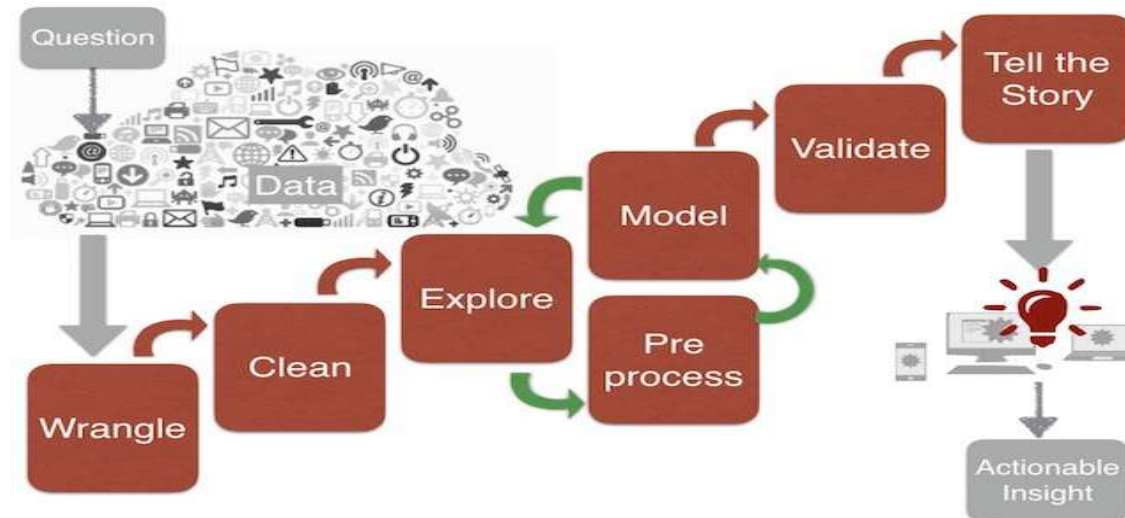 Question
Data
Wrangle
Clean
Explore
Pre
process
Model
Validate
Tell the
Story
Actionable
Insight